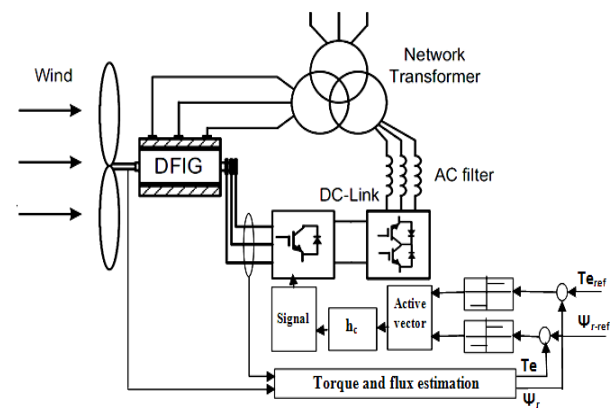 Network
Transformer
Wind
DFIG
DC-Link
AC filter
Te_ref
Signal
h_c
Active
vector
Ψ_r-ref
Te
Torque and flux estimation
Ψ_r